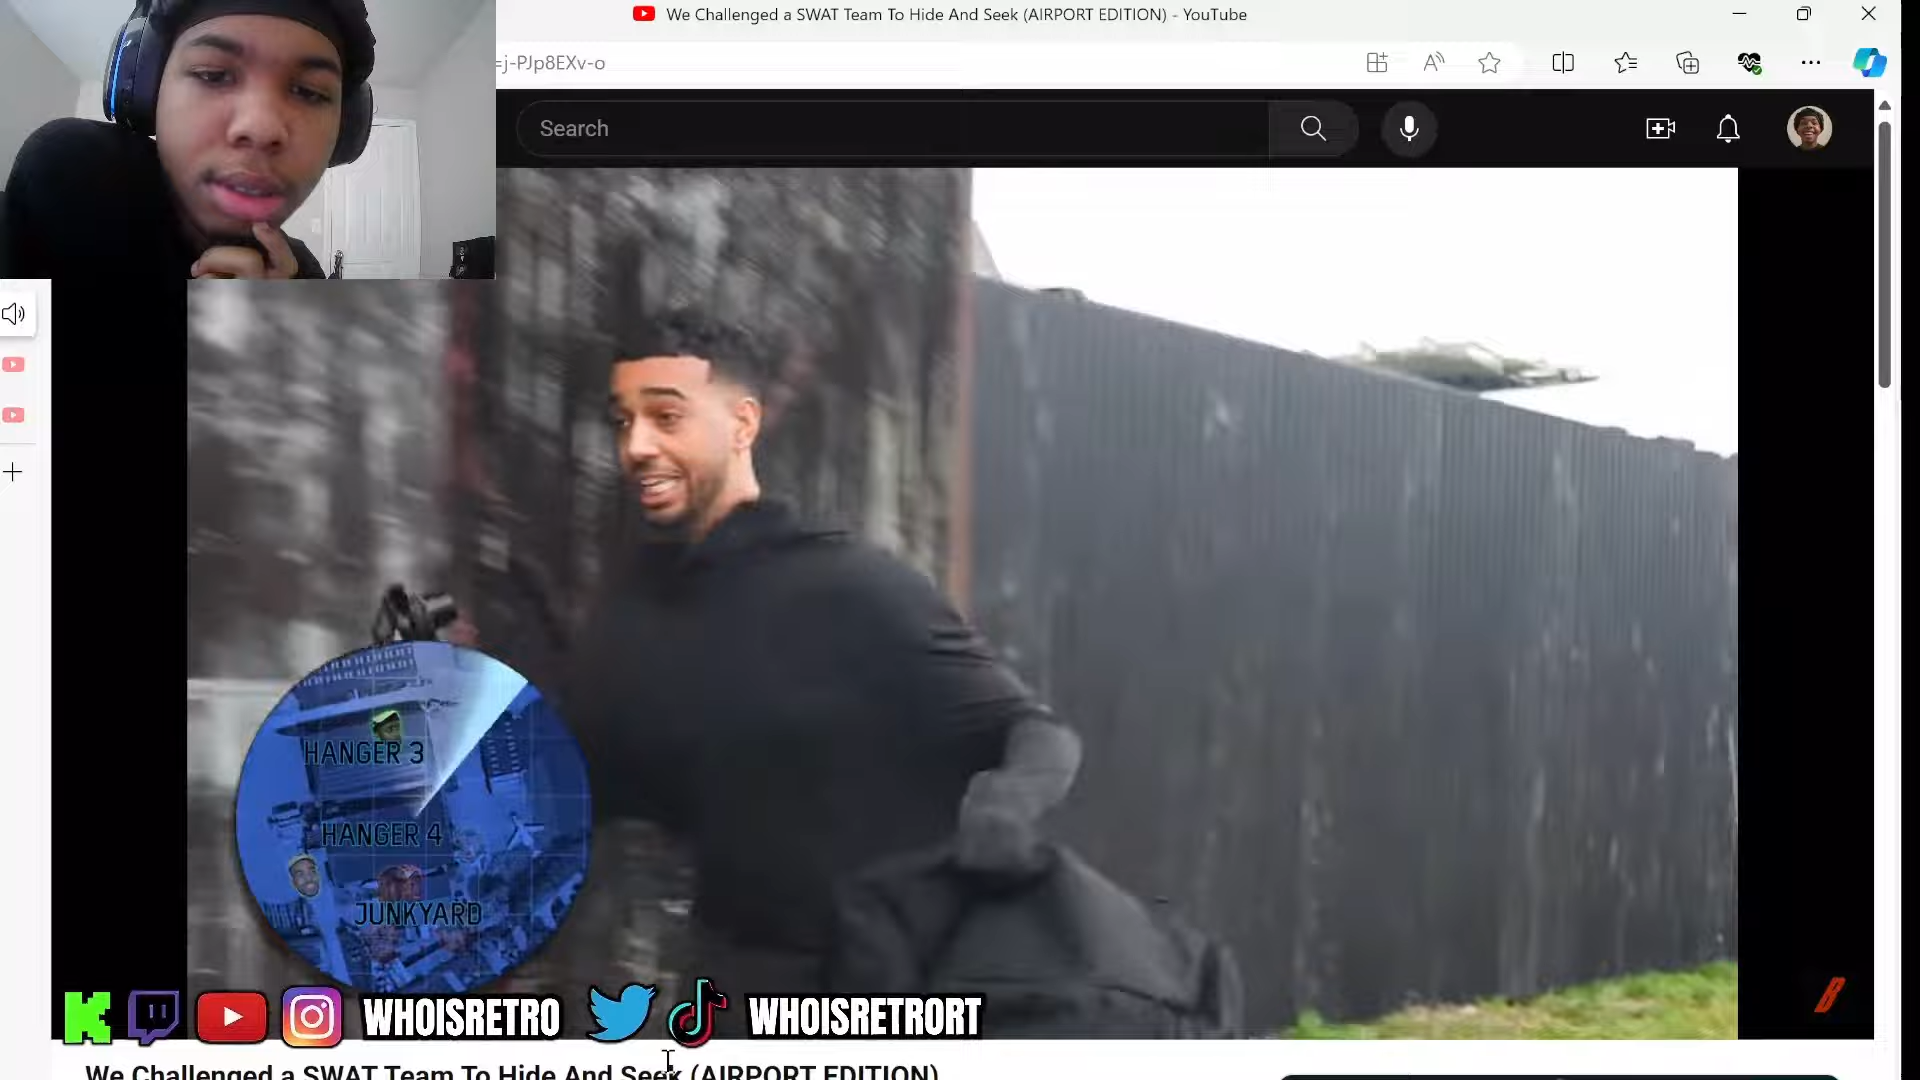 We Challenged a SWAT Team To Hide And Seek (AIRPORT EDITION) - YouTube
=j-PJp8EXv-o
Search
HANGER 3
HANGER 4
JUNKYARD
WHOISRETRO WHOISRETRORT
We Challenged a SWAT Team To Hide And Seek (AIRPORT EDITION)